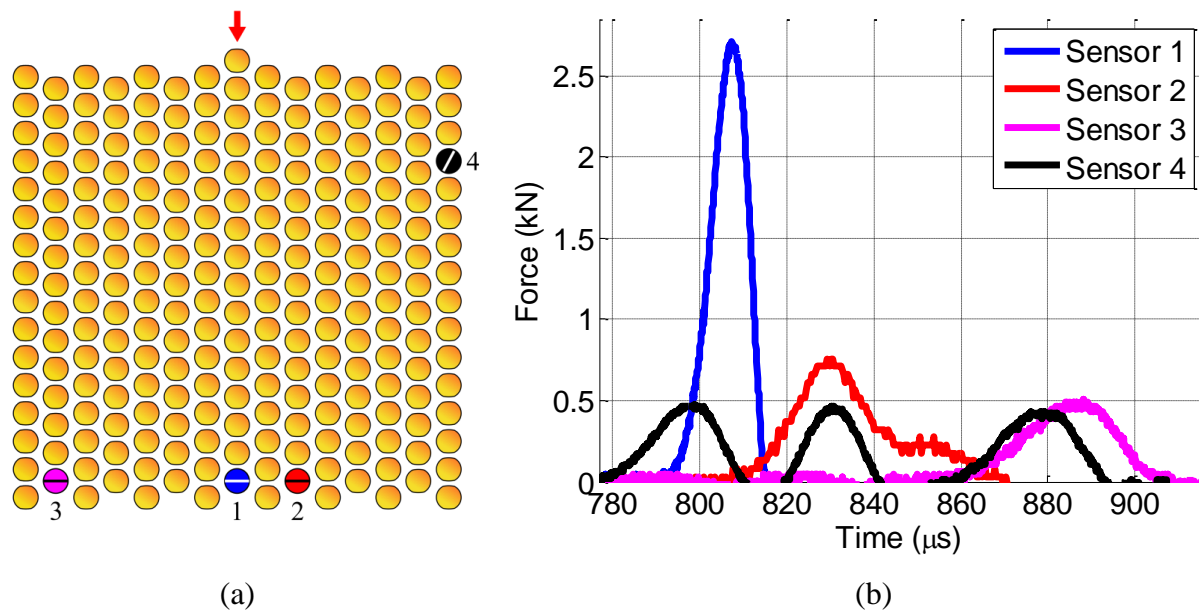 4
3
1
2
(a)
Force (kN)
2.5
2
1.5
1
0.5
0
780
800
820
840
860
880
900
Time (μs)
Sensor 1
Sensor 2
Sensor 3
Sensor 4
(b)